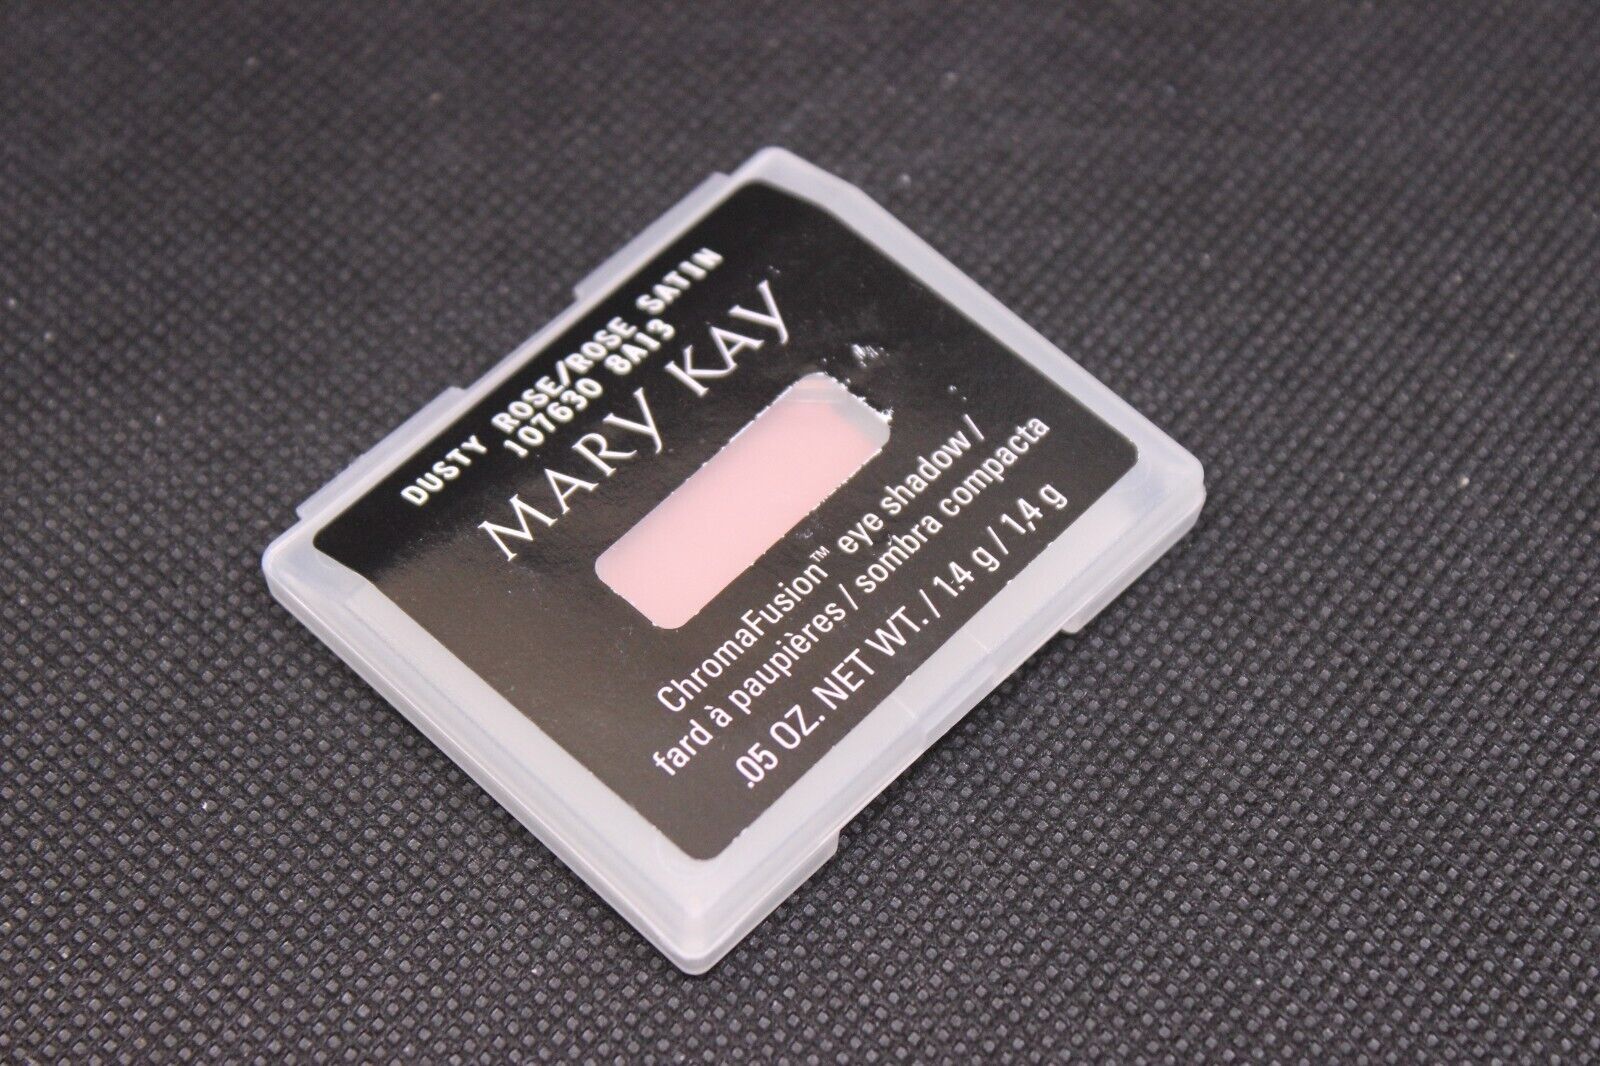 DUSTY ROSE/ROSE SATIN
107630 8AI3
MARY KAY
ChromaFusion™ eye shadow /
fard à paupières / sombra compacta
.05 OZ. NET WT. / 1.4 g / 1,4 g